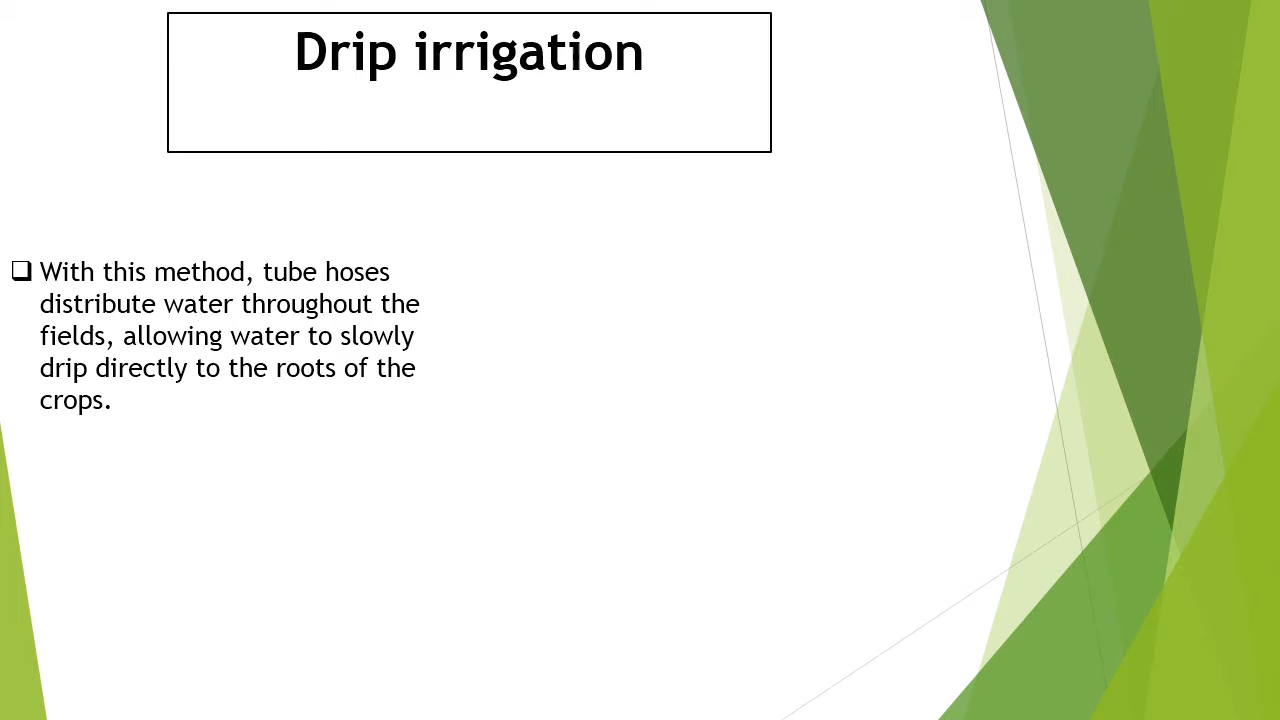 Drip irrigation
❑ With this method, tube hoses
distribute water throughout the
fields, allowing water to slowly
drip directly to the roots of the
crops.